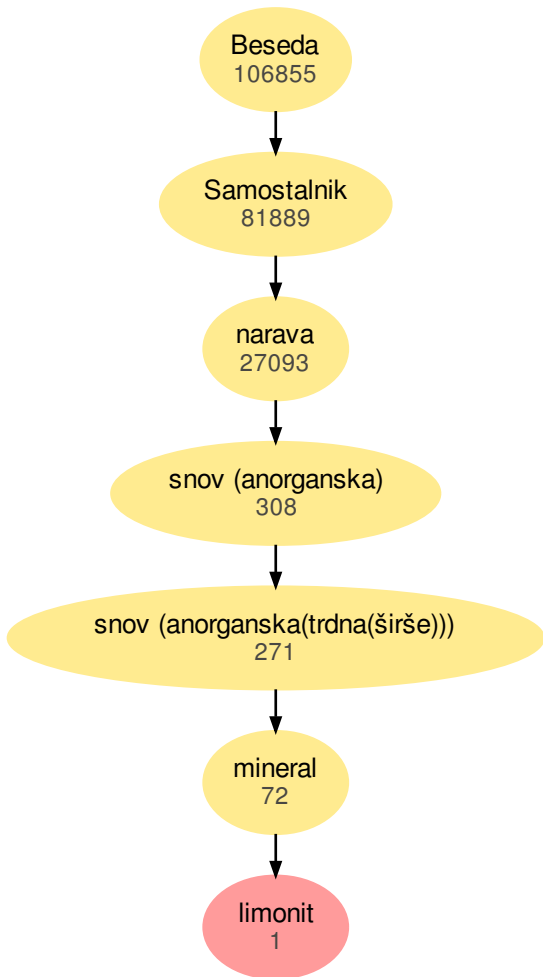 Beseda
106855
Samostalnik
81889
narava
27093
snov (anorganska)
308
snov (anorganska(trdna(širše)))
271
mineral
72
limonit
1